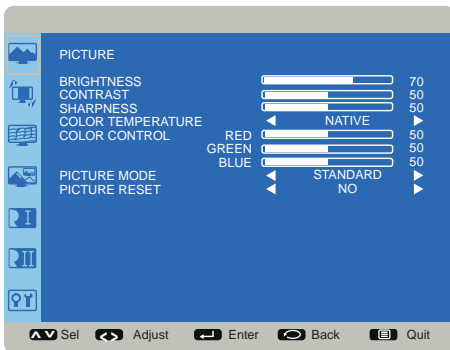 PICTURE
BRIGHTNESS 70
CONTRAST 50
SHARPNESS 50
COLOR TEMPERATURE NATIVE
COLOR CONTROL RED 50
GREEN 50
BLUE 50
PICTURE MODE STANDARD
PICTURE RESET NO
Sel Adjust Enter Back Quit